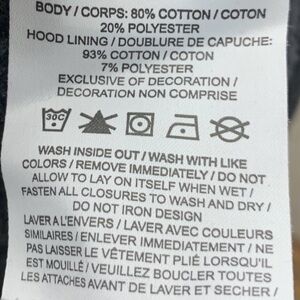 BODY / CORPS: 80% COTTON / COTON
20% POLYESTER
HOOD LINING / DOUBLURE DE CAPUCHE:
93% COTTON / COTON
7% POLYESTER
EXCLUSIVE OF DECORATION /
DECORATION NON COMPRISE
30C
WASH INSIDE OUT / WASH WITH LIKE
COLORS / REMOVE IMMEDIATELY / DO NOT
ALLOW TO LAY ON ITSELF WHEN WET /
FASTEN ALL CLOSURES TO WASH AND DRY /
DO NOT IRON DESIGN
LAVER A L'ENVERS / LAVER AVEC COULEURS
SIMILAIRES / ENLEVER IMMEDIATEMENT / NE
PAS LAISSER LE VÊTEMENT PLIÉ LORSQU'IL
EST MOUILLÉ / VEUILLEZ BOUCLER TOUTES
LES ATTACHES AVANT DE LAVER ET SECHER